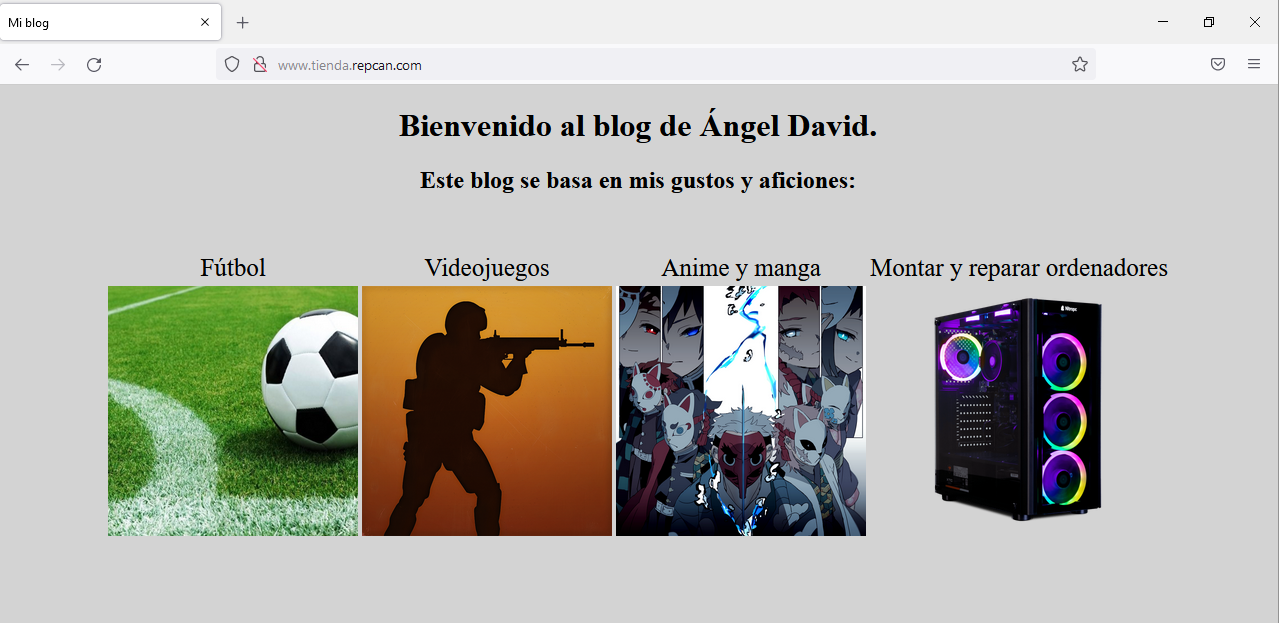 Mi blog
www.tienda.repcan.com
Bienvenido al blog de Ángel David.
Este blog se basa en mis gustos y aficiones:
Fútbol Videojuegos Anime y manga Montar y reparar ordenadores